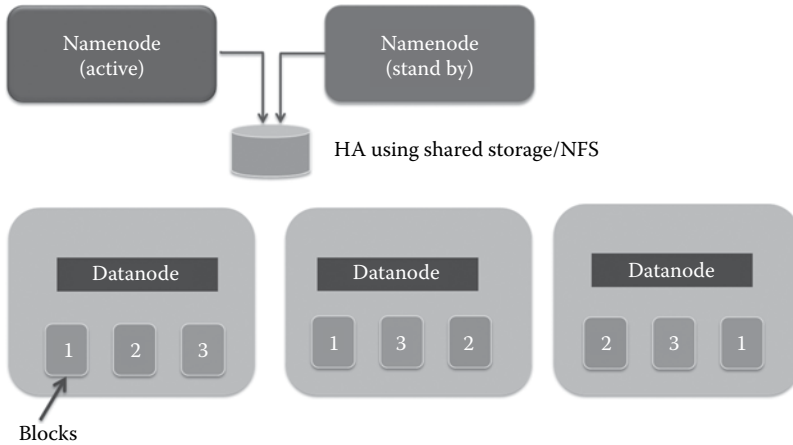 Namenode
(active)
Namenode
(stand by)
HA using shared storage/NFS
Datanode
Datanode
Datanode
1 2 3
1 3 2
2 3 1
Blocks